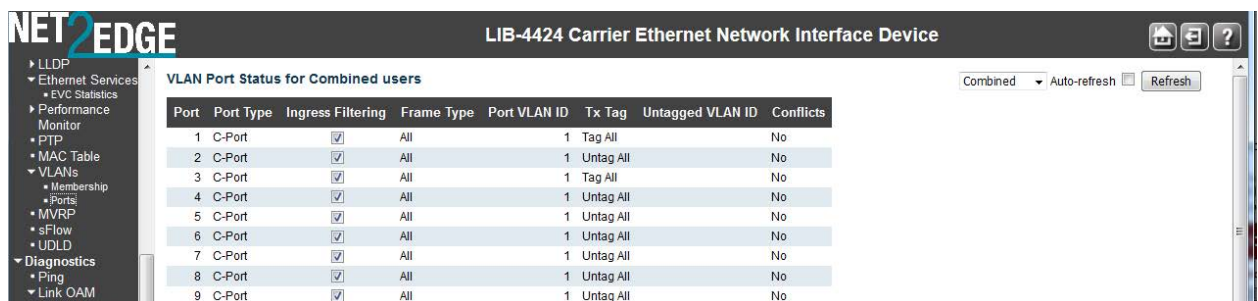 NET2EDGE
LIB-4424 Carrier Ethernet Network Interface Device
?
LLDP
Ethernet Services
EVC Statistics
Performance
Monitor
PTP
MAC Table
VLANs
Membership
Ports
MVRP
sFlow
UDLD
Diagnostics
Ping
Link OAM
VLAN Port Status for Combined users
Combined Auto-refresh Refresh
Port Port Type Ingress Filtering Frame Type Port VLAN ID Tx Tag Untagged VLAN ID Conflicts
1 C-Port All 1 Tag All No
2 C-Port All 1 Untag All No
3 C-Port All 1 Tag All No
4 C-Port All 1 Untag All No
5 C-Port All 1 Untag All No
6 C-Port All 1 Untag All No
7 C-Port All 1 Untag All No
8 C-Port All 1 Untag All No
9 C-Port All 1 Untag All No